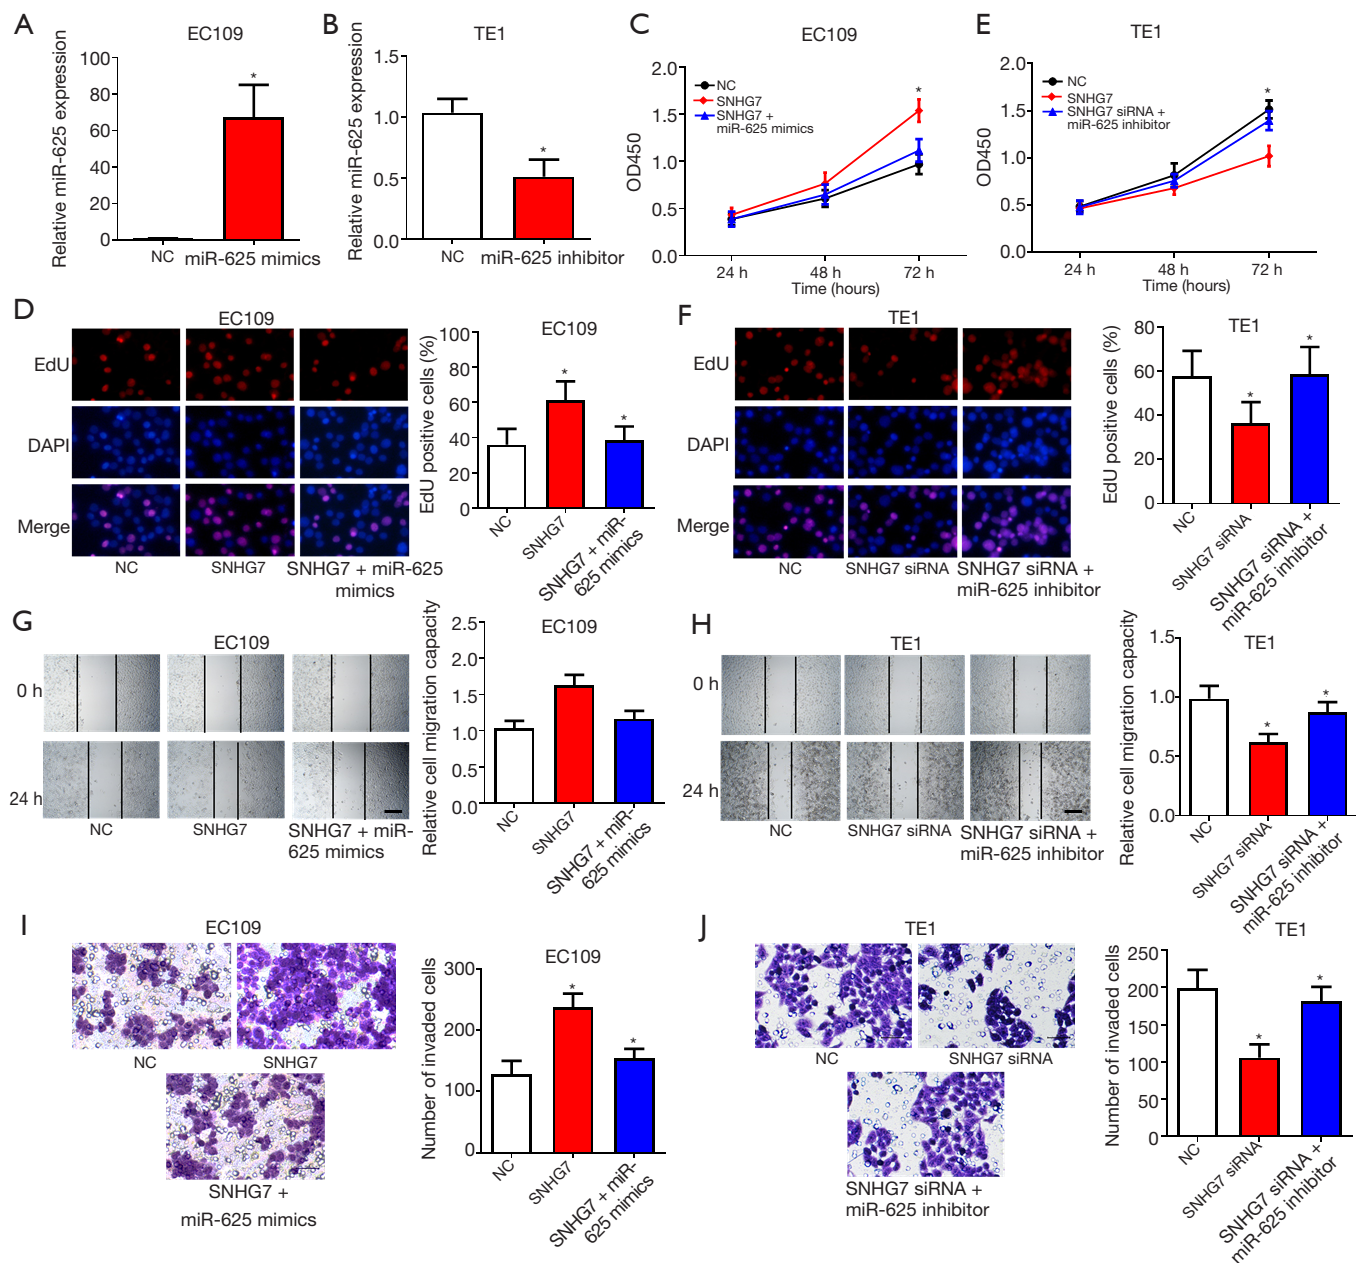 A
EC109
Relative miR-625 expression
100
80
60
40
20
0
*
NC
miR-625 mimics
B
TE1
Relative miR-625 expression
1.5
1.0
0.5
0.0
*
NC
miR-625 inhibitor
C
EC109
OD450
2.0
1.5
1.0
0.5
0.0
NC
SNHG7
SNHG7 +
miR-625 mimics
*
24 h
48 h
72 h
Time (hours)
E
TE1
OD450
2.0
1.5
1.0
0.5
0.0
NC
SNHG7
SNHG7 siRNA +
miR-625 inhibitor
*
24 h
48 h
72 h
Time (hours)
D
EC109
EdU
DAPI
Merge
NC
SNHG7
SNHG7 + miR-625
mimics
EC109
EdU positive cells (%)
100
80
60
40
20
0
*
*
NC
SNHG7
SNHG7 + miR-
625 mimics
F
TE1
EdU
DAPI
Merge
NC
SNHG7 siRNA
SNHG7 siRNA +
miR-625 inhibitor
TE1
EdU positive cells (%)
80
60
40
20
0
*
*
NC
SNHG7 siRNA
SNHG7 siRNA +
miR-625 inhibitor
G
EC109
0 h
24 h
NC
SNHG7
SNHG7 + miR-
625 mimics
EC109
Relative cell migration capacity
2.5
2.0
1.5
1.0
0.5
0.0
NC
SNHG7
SNHG7 + miR-
625 mimics
H
TE1
0 h
24 h
NC
SNHG7 siRNA
SNHG7 siRNA +
miR-625 inhibitor
TE1
Relative cell migration capacity
1.5
1.0
0.5
0.0
*
*
NC
SNHG7 siRNA
SNHG7 siRNA +
miR-625 inhibitor
I
EC109
NC
SNHG7
SNHG7 +
miR-625 mimics
EC109
Number of invaded cells
300
200
100
0
*
*
NC
SNHG7
SNHG7 + miR-
625 mimics
J
TE1
NC
SNHG7 siRNA
SNHG7 siRNA +
miR-625 inhibitor
TE1
Number of invaded cells
250
200
150
100
50
0
*
*
NC
SNHG7 siRNA
SNHG7 siRNA +
miR-625 inhibitor